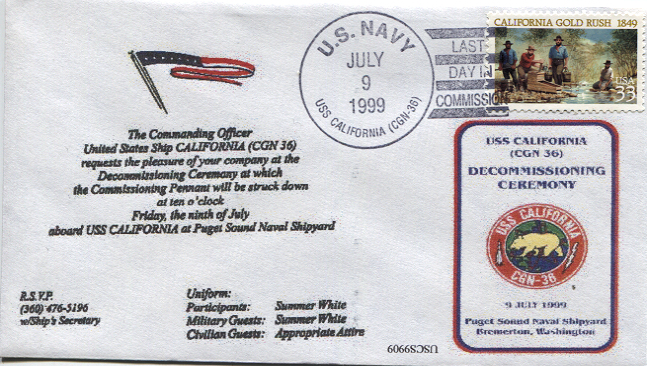 U.S. NAVY
JULY
9
1999
USS CALIFORNIA (CGN-36)
LAST
DAY IN
COMMISSION
CALIFORNIA GOLD RUSH 1849
USA
33
The Commanding Officer
United States Ship CALIFORNIA (CGN 36)
requests the pleasure of your company at the
Decommissioning Ceremony at which
the Commissioning Pennant will be struck down
at ten o'clock
Friday, the ninth of July
aboard USS CALIFORNIA at Puget Sound Naval Shipyard
R.S.V.P.
(360) 476-5196
w/Ship's Secretary
Uniform:
Participants: Summer White
Military Guests: Summer White
Civilian Guests: Appropriate Attire
USCS9909
USS CALIFORNIA
(CGN 36)
DECOMMISSIONING
CEREMONY
USS CALIFORNIA
CGN-36
9 JULY 1999
Puget Sound Naval Shipyard
Bremerton, Washington